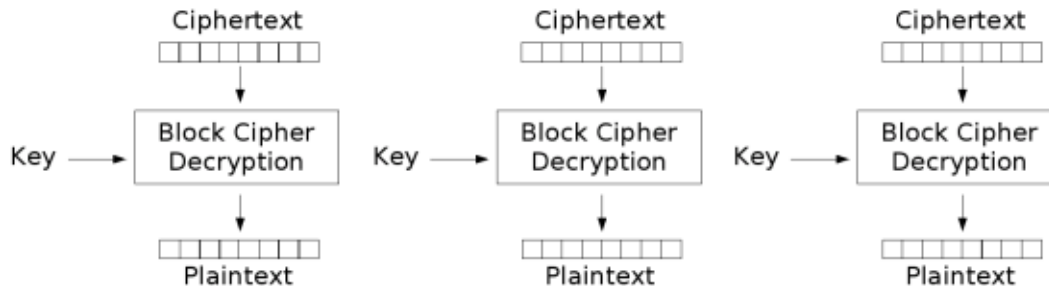 Ciphertext Ciphertext Ciphertext
Key Block Cipher Decryption Key Block Cipher Decryption Key Block Cipher Decryption
Plaintext Plaintext Plaintext